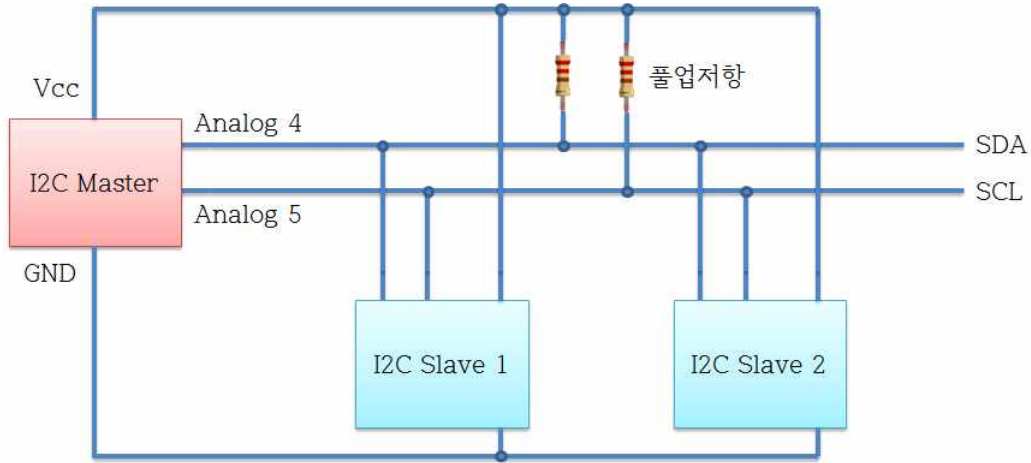 Vcc
풀업저항
Analog 4
SDA
I2C Master
SCL
Analog 5
GND
I2C Slave 1
I2C Slave 2